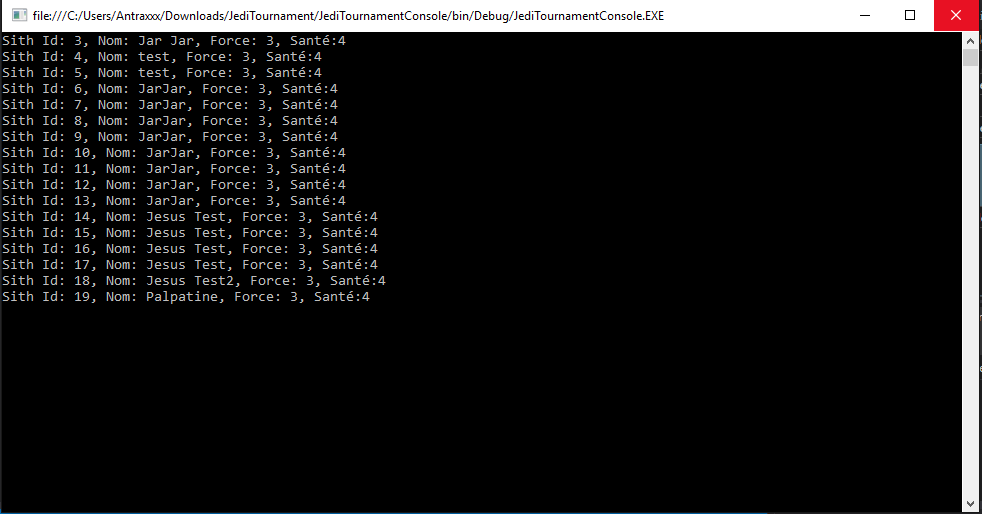 file:///C:/Users/Antraxxx/Downloads/JediTournament/JediTournamentConsole/bin/Debug/JediTournamentConsole.EXE
Sith Id: 3, Nom: Jar Jar, Force: 3, Santé:4
Sith Id: 4, Nom: test, Force: 3, Santé:4
Sith Id: 5, Nom: test, Force: 3, Santé:4
Sith Id: 6, Nom: JarJar, Force: 3, Santé:4
Sith Id: 7, Nom: JarJar, Force: 3, Santé:4
Sith Id: 8, Nom: JarJar, Force: 3, Santé:4
Sith Id: 9, Nom: JarJar, Force: 3, Santé:4
Sith Id: 10, Nom: JarJar, Force: 3, Santé:4
Sith Id: 11, Nom: JarJar, Force: 3, Santé:4
Sith Id: 12, Nom: JarJar, Force: 3, Santé:4
Sith Id: 13, Nom: JarJar, Force: 3, Santé:4
Sith Id: 14, Nom: Jesus Test, Force: 3, Santé:4
Sith Id: 15, Nom: Jesus Test, Force: 3, Santé:4
Sith Id: 16, Nom: Jesus Test, Force: 3, Santé:4
Sith Id: 17, Nom: Jesus Test, Force: 3, Santé:4
Sith Id: 18, Nom: Jesus Test2, Force: 3, Santé:4
Sith Id: 19, Nom: Palpatine, Force: 3, Santé:4